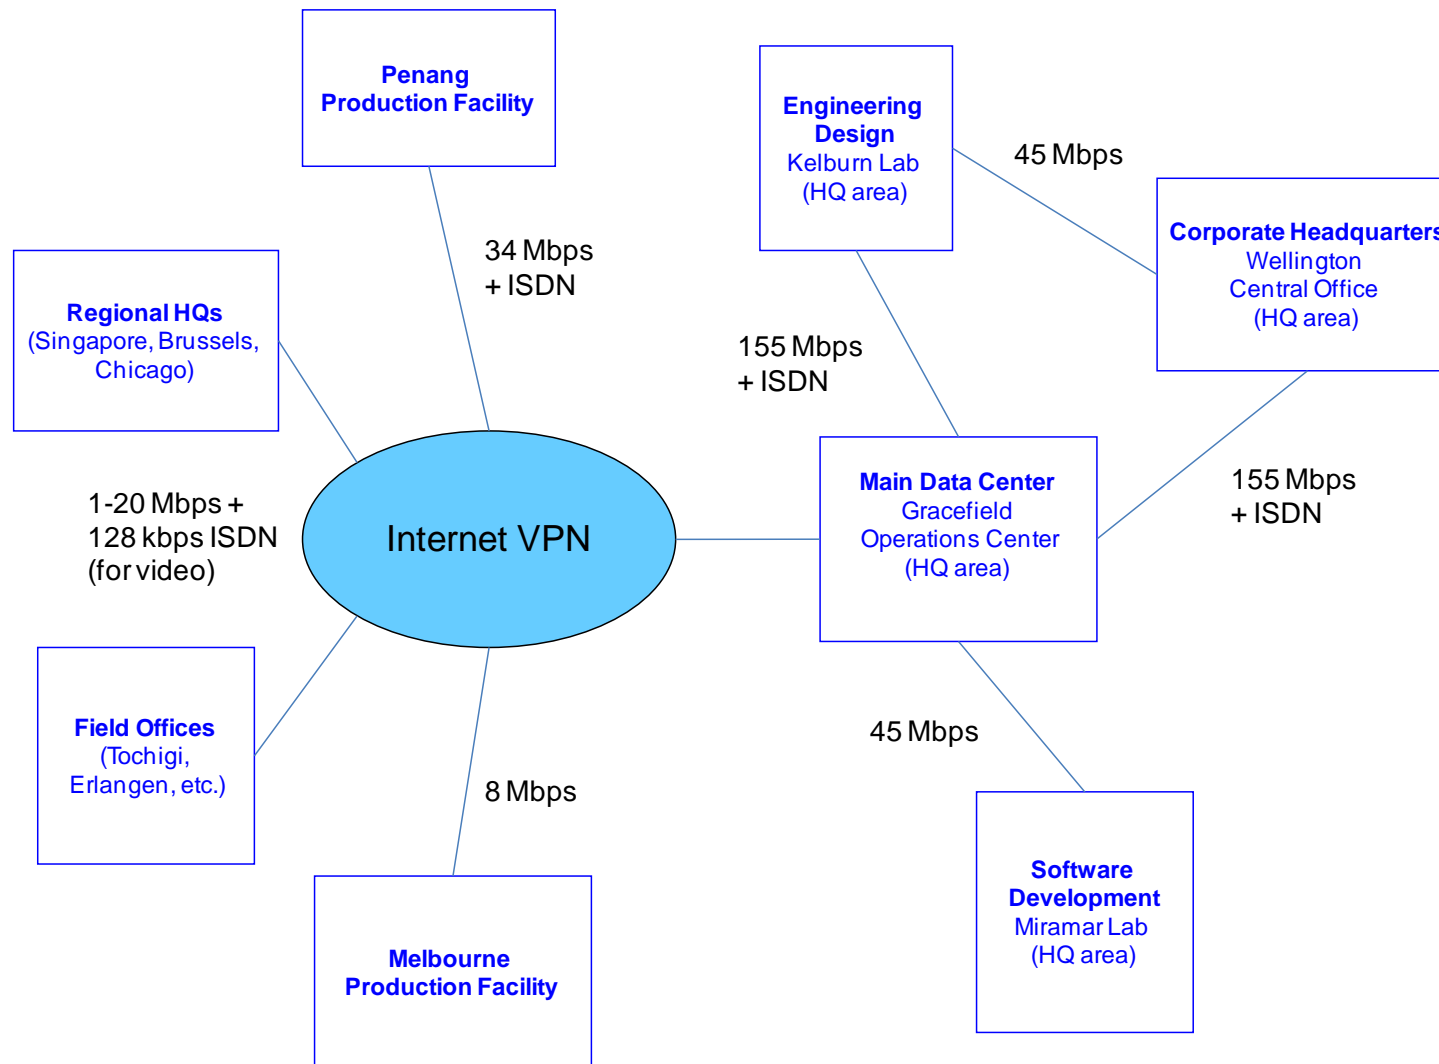 Penang
Production Facility
Engineering
Design
Kelburn Lab
(HQ area)
45 Mbps
Corporate Headquarters
Wellington
Central Office
(HQ area)
34 Mbps
+ ISDN
Regional HQs
(Singapore, Brussels,
Chicago)
155 Mbps
+ ISDN
1-20 Mbps +
128 kbps ISDN
(for video)
Internet VPN
Main Data Center
Gracefield
Operations Center
(HQ area)
155 Mbps
+ ISDN
Field Offices
(Tochigi,
Erlangen, etc.)
8 Mbps
45 Mbps
Melbourne
Production Facility
Software
Development
Miramar Lab
(HQ area)